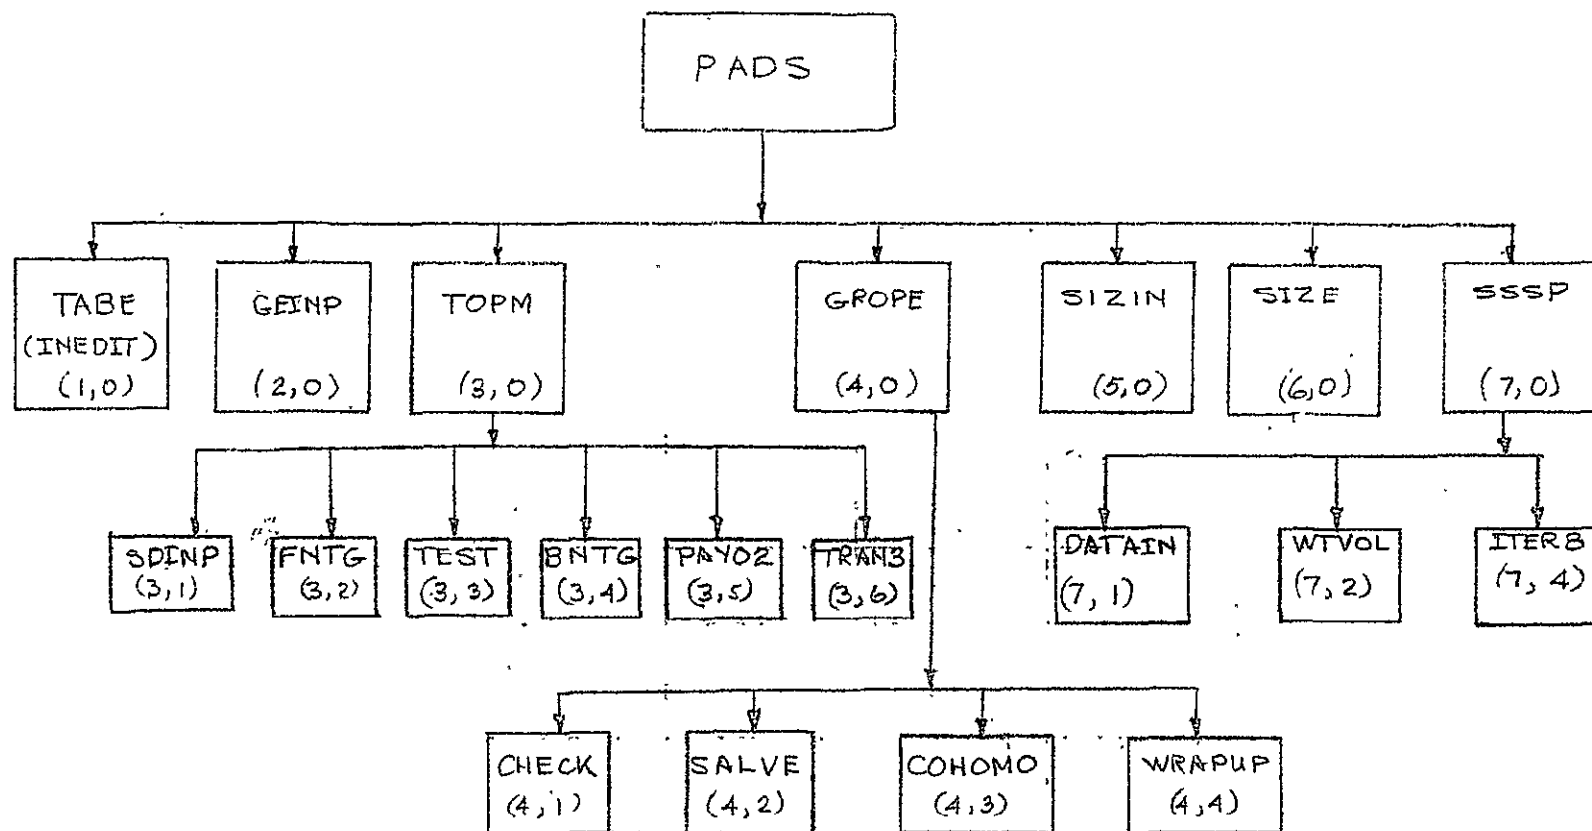 PADS
TABE
(INEDIT)
(1,0)
GEINP
(2,0)
TOPM
(3,0)
GROPE
(4,0)
SIZIN
(5,0)
SIZE
(6,0)
SSSP
(7,0)
SDINP
(3,1)
FNTG
(3,2)
TEST
(3,3)
BNTG
(3,4)
PAYO2
(3,5)
TRAN3
(3,6)
DATAIN
(7,1)
WTVOL
(7,2)
ITER8
(7,4)
CHECK
(4,1)
SALVE
(4,2)
COHOMO
(4,3)
WRAPUP
(4,4)